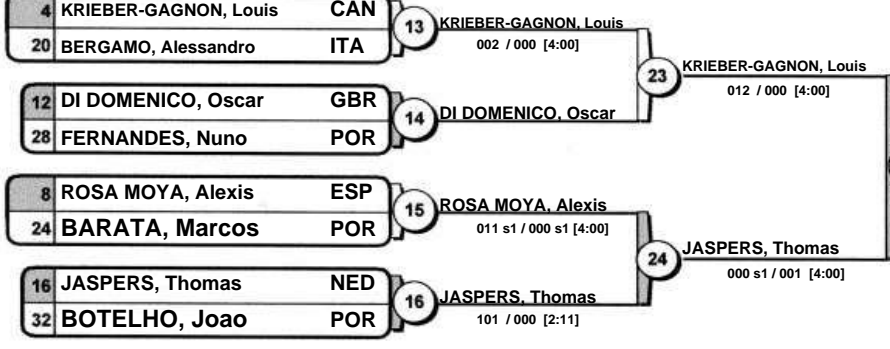 4 KRIEBER-GAGNON, Louis CAN
20 BERGAMO, Alessandro ITA
13 KRIEBER-GAGNON, Louis
002 / 000 [4:00]
12 DI DOMENICO, Oscar GBR
28 FERNANDES, Nuno POR
14 DI DOMENICO, Oscar
23 KRIEBER-GAGNON, Louis
012 / 000 [4:00]
8 ROSA MOYA, Alexis ESP
24 BARATA, Marcos POR
15 ROSA MOYA, Alexis
011 s1 / 000 s1 [4:00]
16 JASPERS, Thomas NED
32 BOTELHO, Joao POR
16 JASPERS, Thomas
101 / 000 [2:11]
24 JASPERS, Thomas
000 s1 / 001 [4:00]